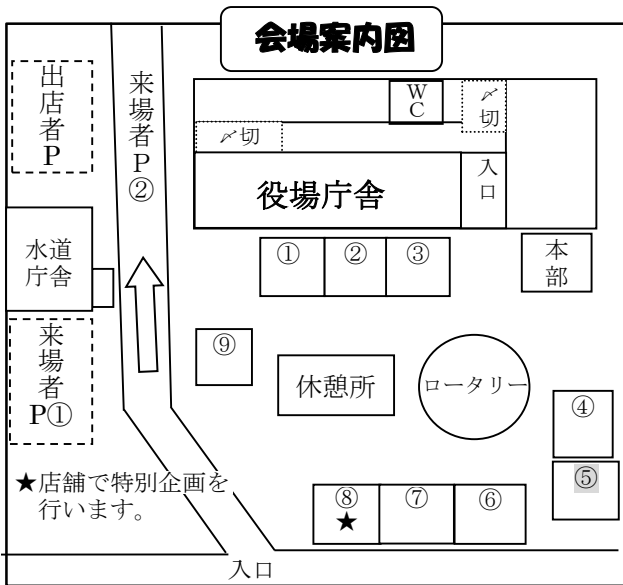 会場案内図
出店者P
来場者P②
WC
〆切
〆切
入口
役場庁舎
水道
庁舎
①
②
③
本部
来場者
P①
⑨
休憩所
ロータリー
④
⑤
★店舗で特別企画を
行います。
⑧
★
⑦
⑥
入口